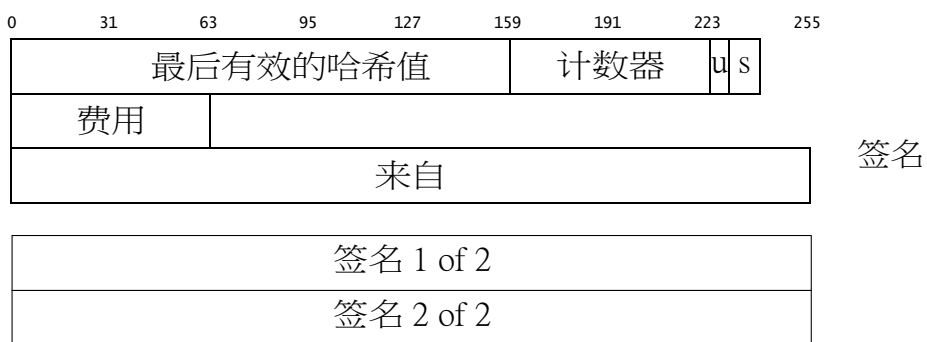 0 31 63 95 127 159 191 223 255
最后有效的哈希值 计数器 u s
费用
来自
签名
签名 1 of 2
签名 2 of 2